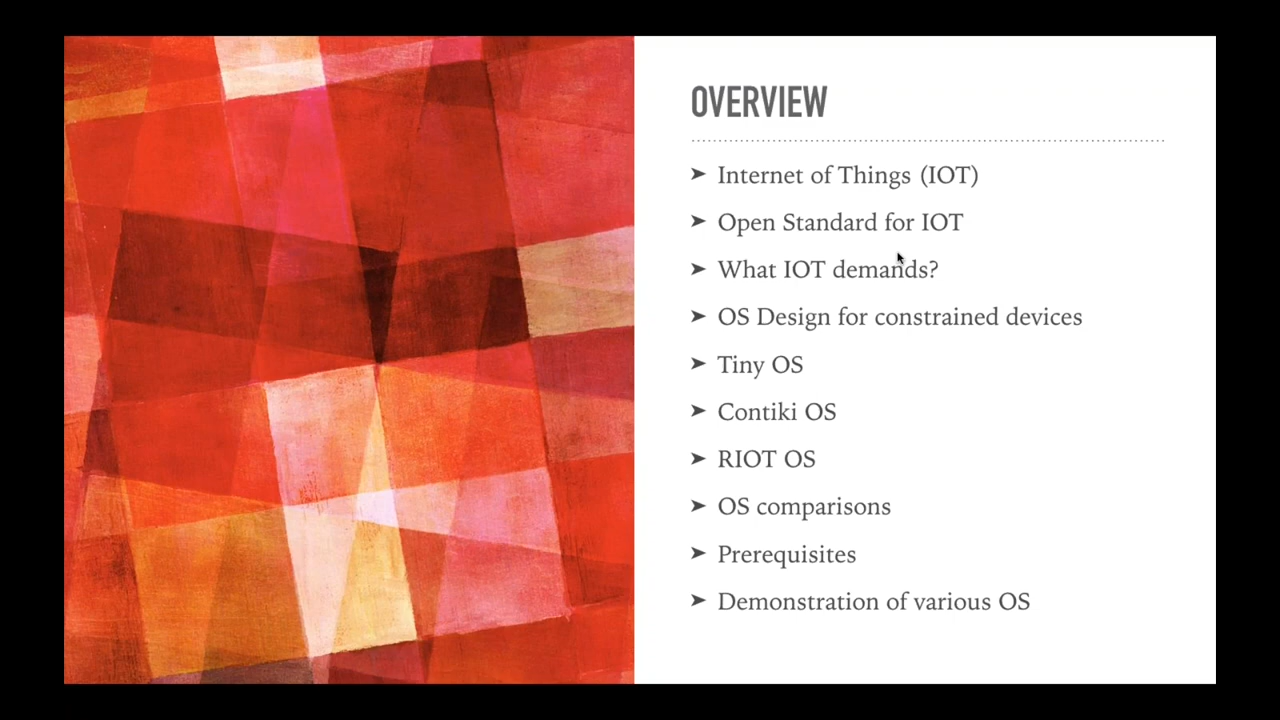 OVERVIEW
Internet of Things (IOT)
Open Standard for IOT
What IOT demands?
OS Design for constrained devices
Tiny OS
Contiki OS
RIOT OS
OS comparisons
Prerequisites
Demonstration of various OS